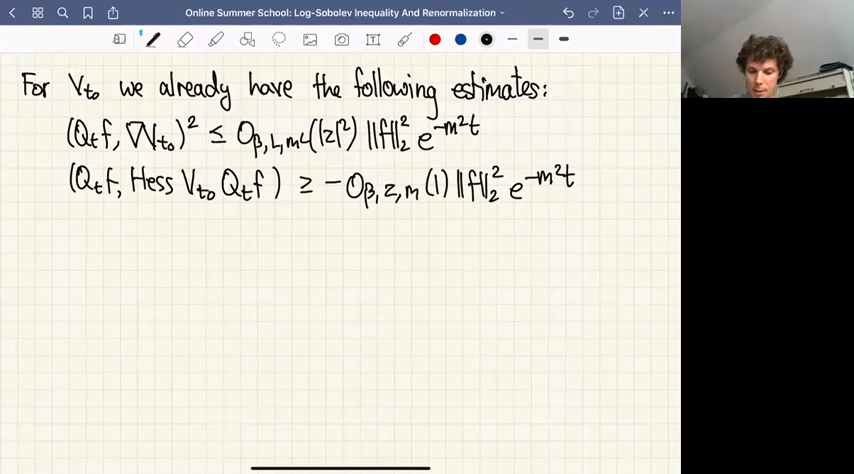 Online Summer School: Log-Sobolev Inequality And Renormalization
For V_{t_0} we already have the following estimates:
(Q_t f, ∇V_{t_0})^2 ≤ O_{β,L,m}(|z|^2) ||f||_2^2 e^{-m^2 t}
(Q_t f, Hess V_{t_0} Q_t f) ≥ -O_{β,z,m}(1) ||f||_2^2 e^{-m^2 t}